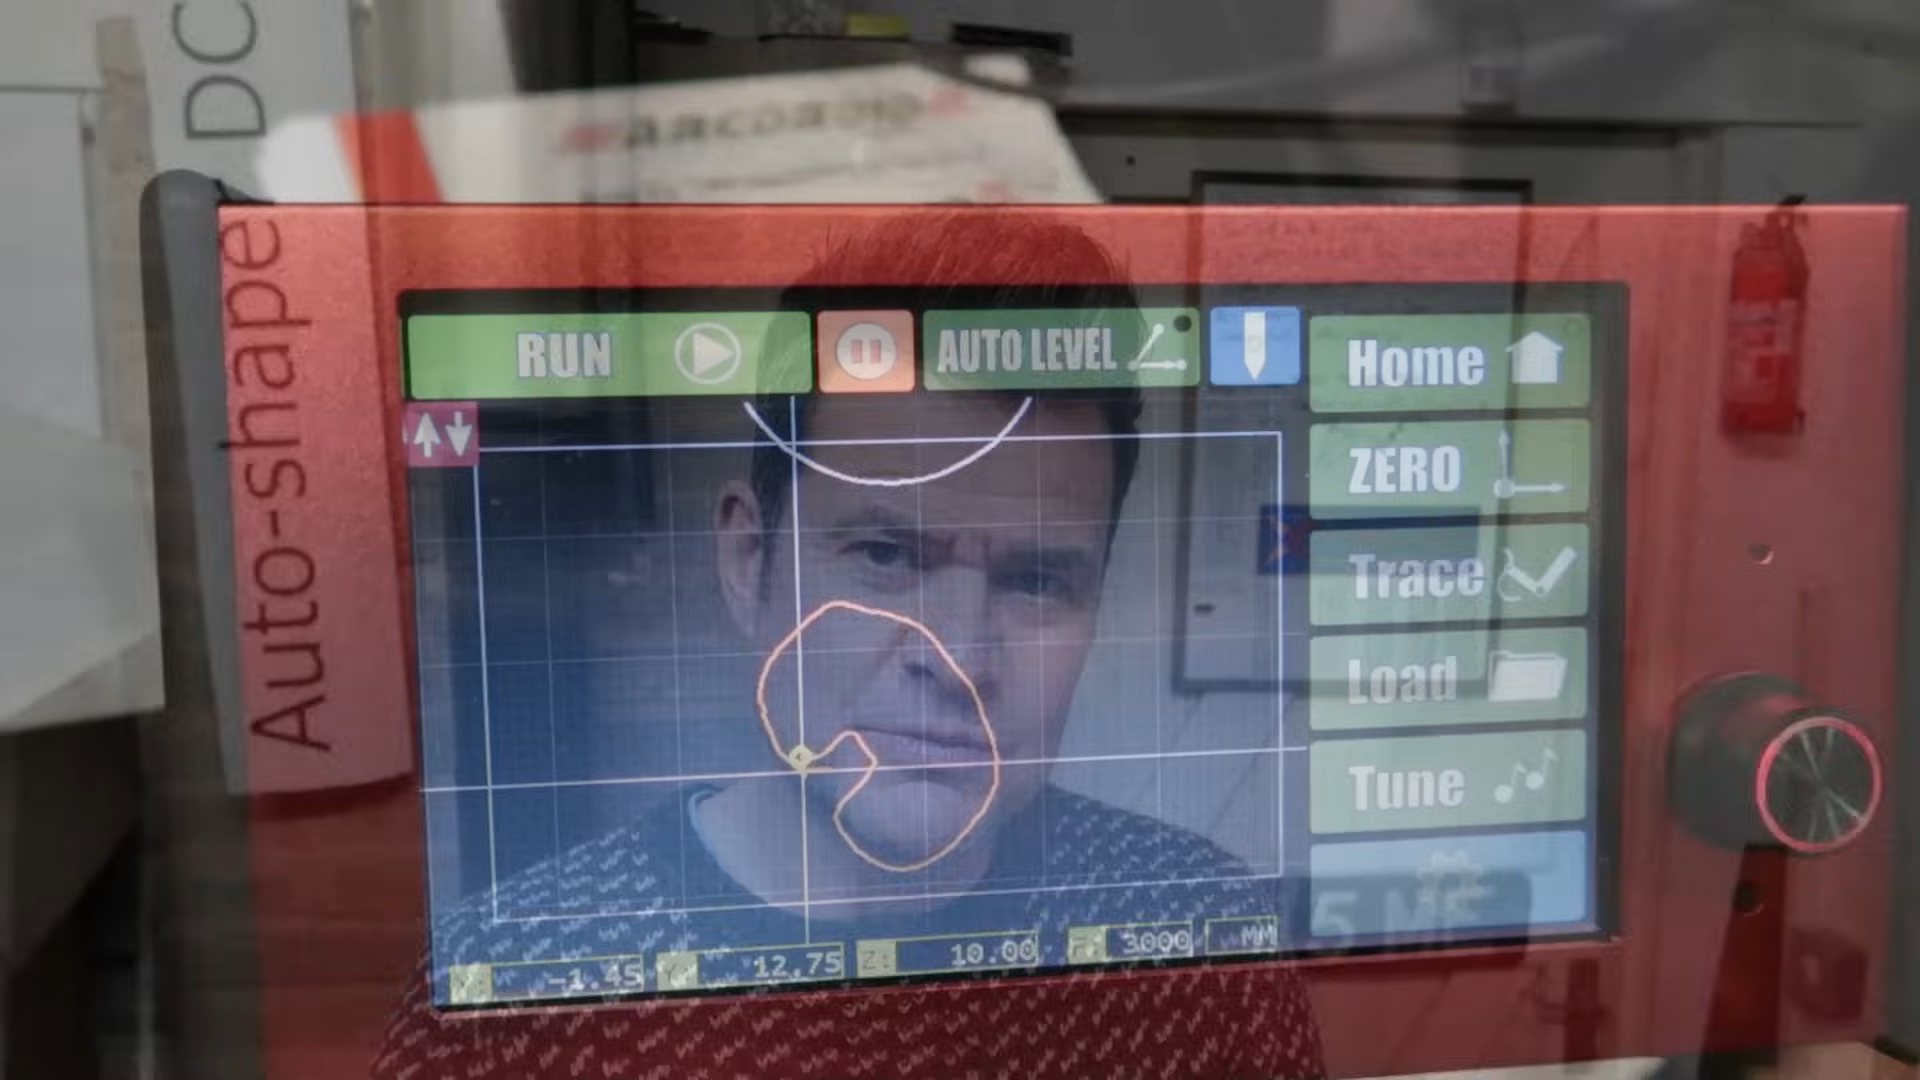 DC
Auto-shape
ARCDROID
RUN
AUTO LEVEL
Home
ZERO
Trace
Load
Tune
-1.45
Y: 12.75
Z: 10.00
F: 3000
MM